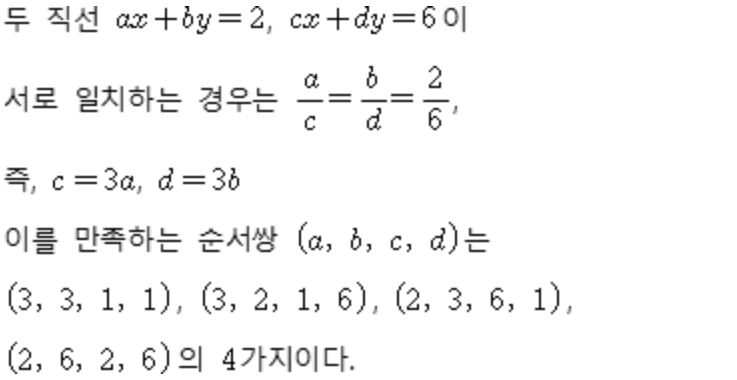 두 직선 ax+by=2, cx+dy=6이
서로 일치하는 경우는 a/c=b/d=2/6,
즉, c=3a, d=3b
이를 만족하는 순서쌍 (a, b, c, d)는
(3, 3, 1, 1), (3, 2, 1, 6), (2, 3, 6, 1),
(2, 6, 2, 6)의 4가지이다.